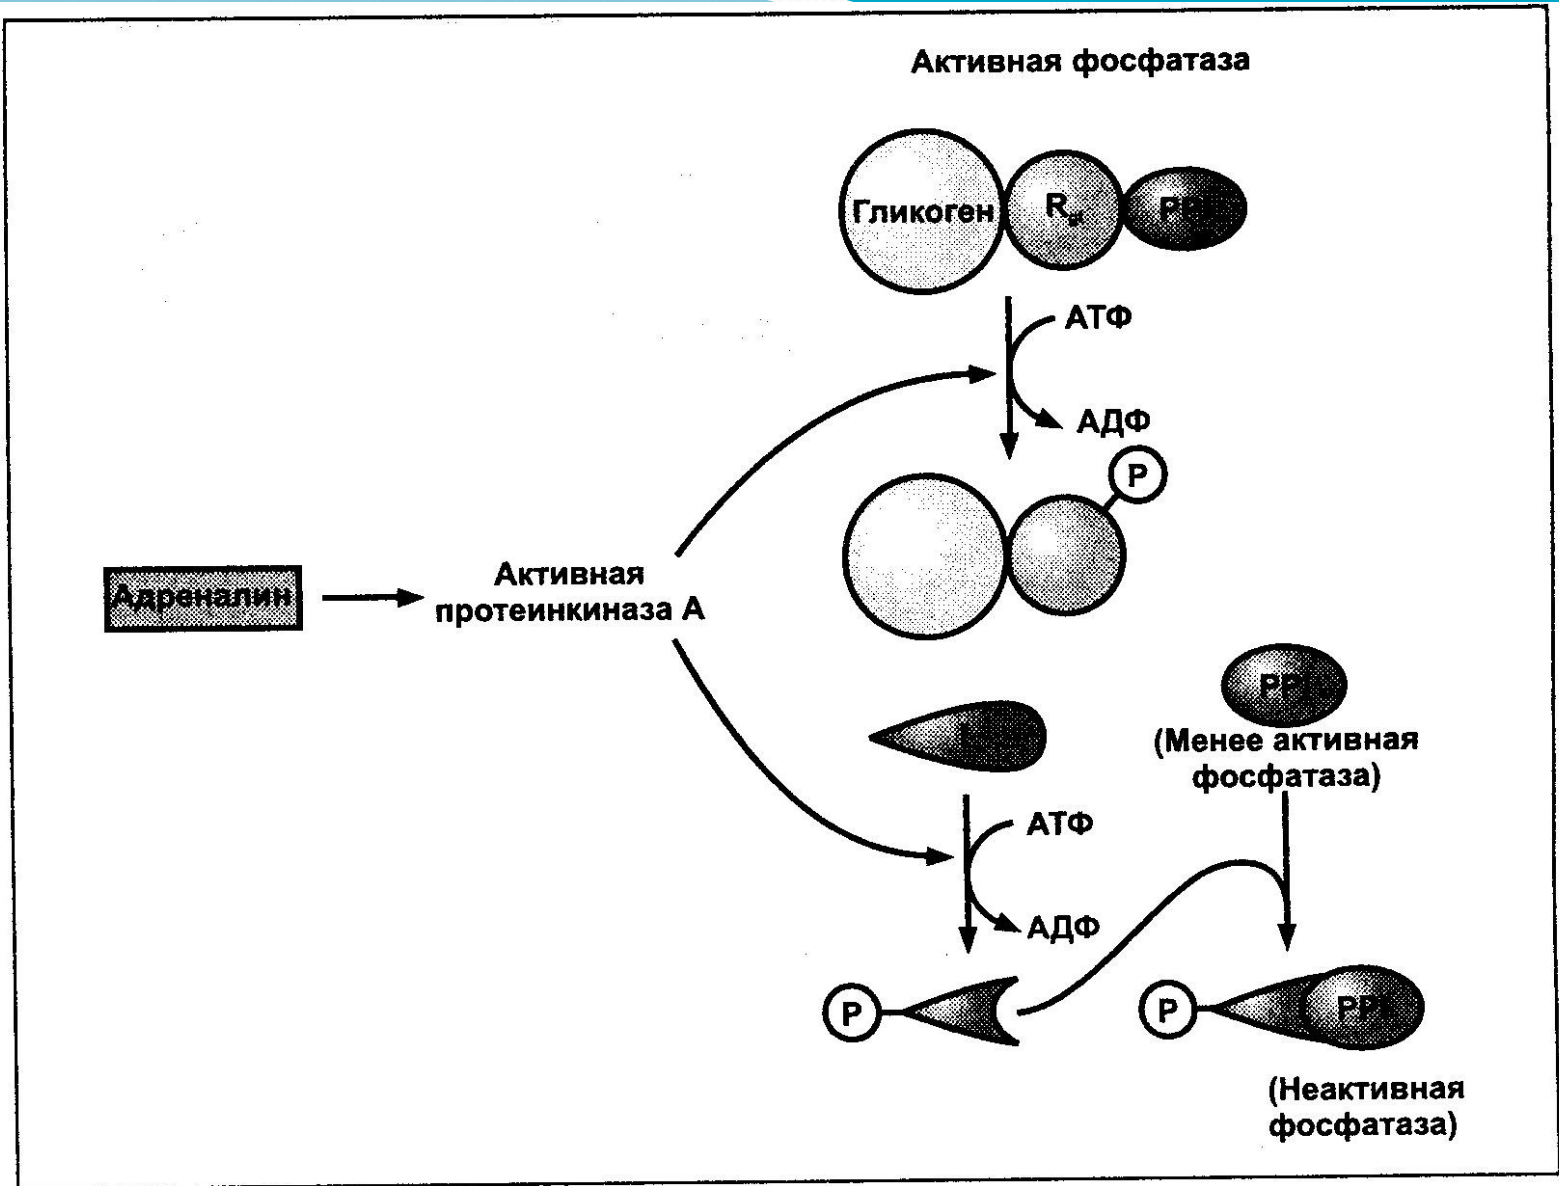 Активная фосфатаза
Гликоген
АТФ
АДФ
P
Адреналин
Активная
протеинкиназа А
(Менее активная
фосфатаза)
АТФ
АДФ
P
P
(Неактивная
фосфатаза)